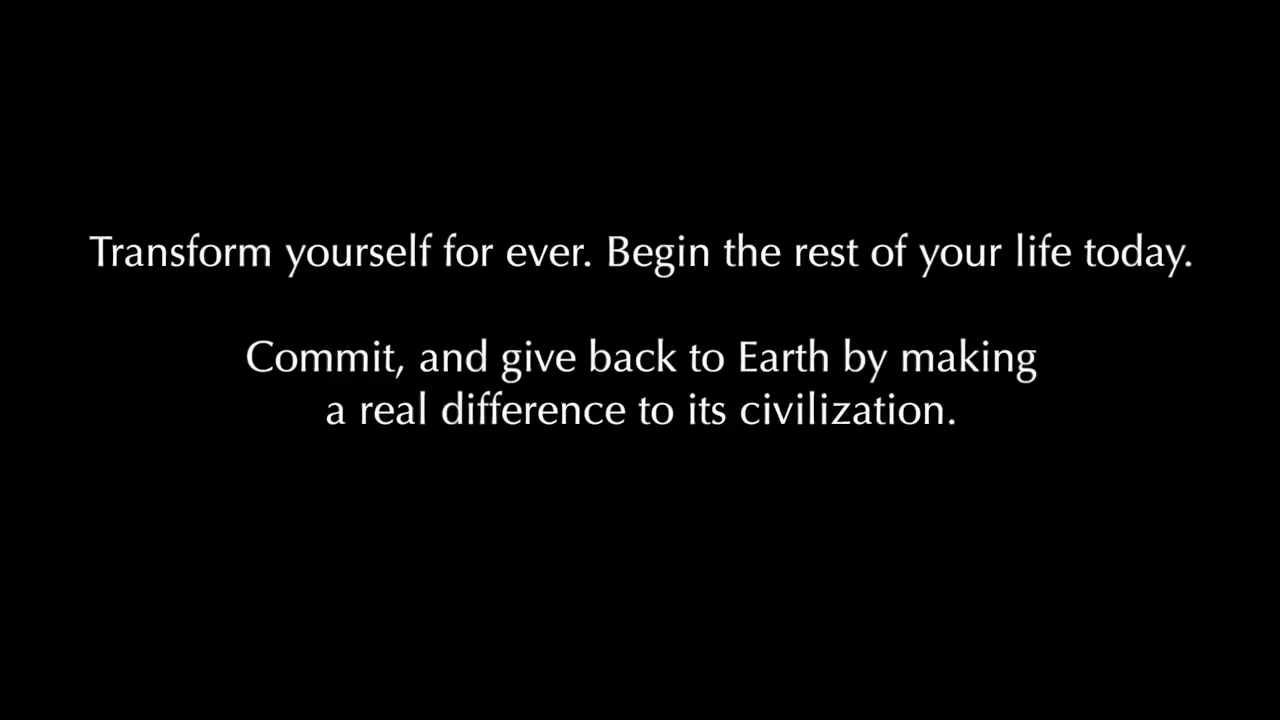 Transform yourself for ever. Begin the rest of your life today.
Commit, and give back to Earth by making
a real difference to its civilization.